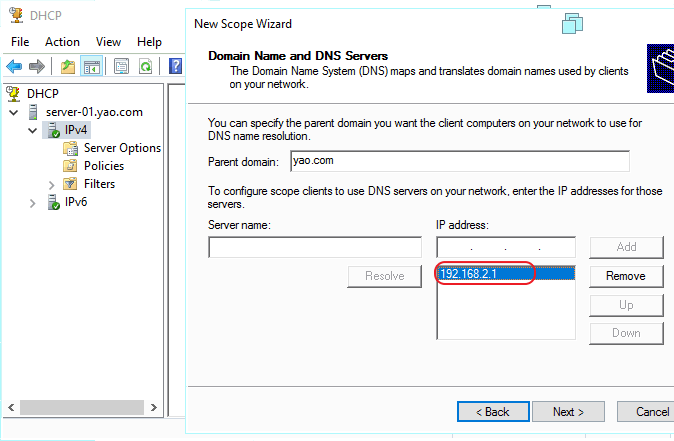 DHCP
File Action View Help
DHCP
server-01.yao.com
IPv4
Server Options
Policies
Filters
IPv6
New Scope Wizard
Domain Name and DNS Servers
The Domain Name System (DNS) maps and translates domain names used by clients
on your network.
You can specify the parent domain you want the client computers on your network to use for
DNS name resolution.
Parent domain: yao.com
To configure scope clients to use DNS servers on your network, enter the IP addresses for those
servers.
Server name: IP address:
. . . Add
Resolve 192.168.2.1 Remove
Up
Down
< Back Next > Cancel